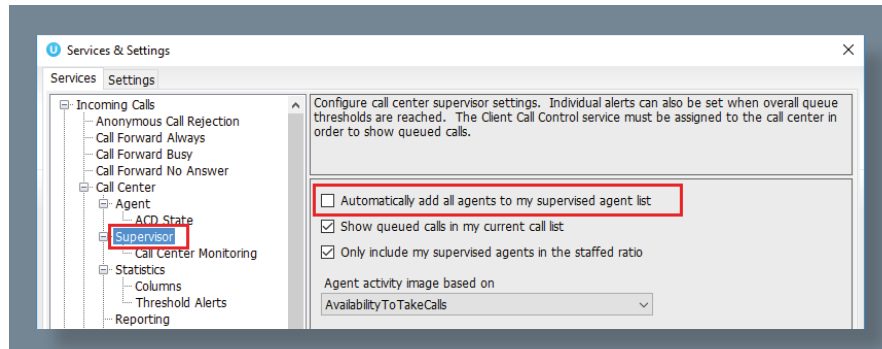 Services & Settings
Services Settings
Incoming Calls
Anonymous Call Rejection
Call Forward Always
Call Forward Busy
Call Forward No Answer
Call Center
Agent
ACD State
Supervisor
Call Center Monitoring
Statistics
Columns
Threshold Alerts
Reporting
Configure call center supervisor settings. Individual alerts can also be set when overall queue
thresholds are reached. The Client Call Control service must be assigned to the call center in
order to show queued calls.
Automatically add all agents to my supervised agent list
Show queued calls in my current call list
Only include my supervised agents in the staffed ratio
Agent activity image based on
AvailabilityToTakeCalls